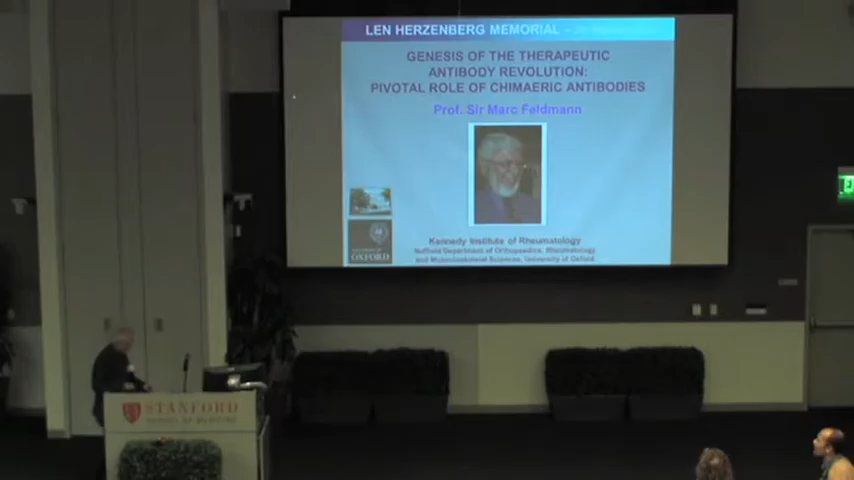 LEN HERZENBERG MEMORIAL –
GENESIS OF THE THERAPEUTIC
ANTIBODY REVOLUTION:
PIVOTAL ROLE OF CHIMAERIC ANTIBODIES
Prof. Sir Marc Feldmann
OXFORD
Kennedy Institute of Rheumatology
Nuffield Department of Orthopaedics, Rheumatology
and Musculoskeletal Sciences, University of Oxford
STANFORD
SCHOOL OF MEDICINE